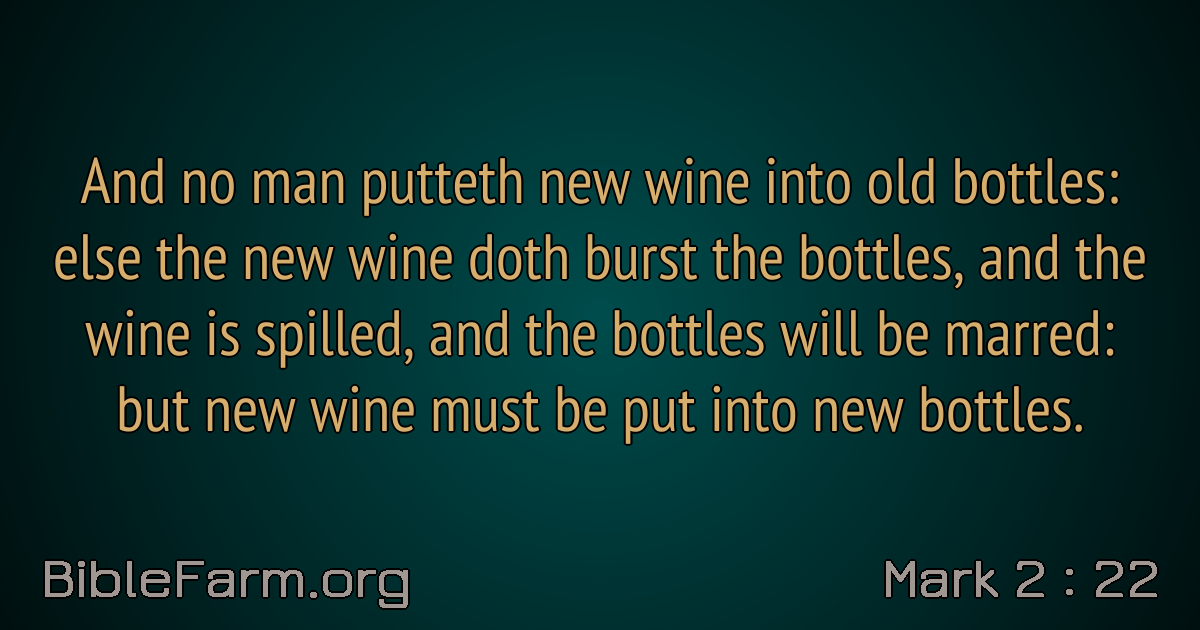 And no man putteth new wine into old bottles:
else the new wine doth burst the bottles, and the
wine is spilled, and the bottles will be marred:
but new wine must be put into new bottles.
BibleFarm.org
Mark 2 : 22